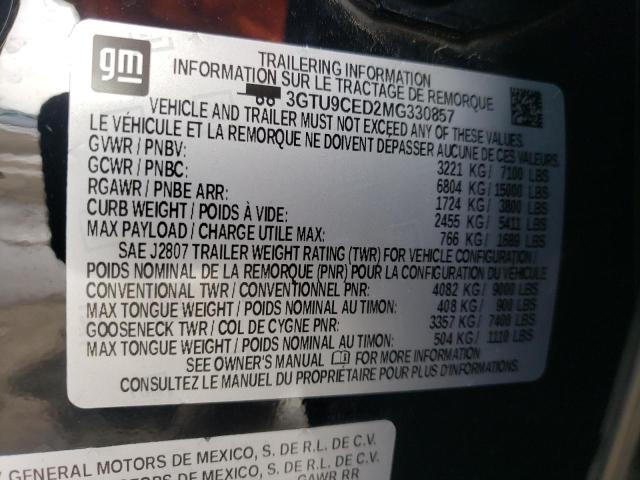 gm
TRAILERING INFORMATION
INFORMATION SUR LE TRACTAGE DE REMORQUE
3GTU9CED2MG330857
VEHICLE AND TRAILER MUST NOT EXCEED ANY OF THESE VALUES.
LE VÉHICULE ET LA REMORQUE NE DOIVENT DÉPASSER AUCUNE DE CES VALEURS.
GVWR / PNBV: 3221 KG / 7100 LBS
GCWR / PNBC: 6804 KG / 15000 LBS
RGAWR / PNBE ARR: 1724 KG / 3800 LBS
CURB WEIGHT / POIDS À VIDE: 2455 KG / 5411 LBS
MAX PAYLOAD / CHARGE UTILE MAX: 766 KG / 1689 LBS
SAE J2807 TRAILER WEIGHT RATING (TWR) FOR VEHICLE CONFIGURATION /
POIDS NOMINAL DE LA REMORQUE (PNR) POUR LA CONFIGURATION DU VÉHICULE
CONVENTIONAL TWR / CONVENTIONNEL PNR: 4082 KG / 9000 LBS
MAX TONGUE WEIGHT / POIDS NOMINAL AU TIMON: 408 KG / 900 LBS
GOOSENECK TWR / COL DE CYGNE PNR: 3357 KG / 7400 LBS
MAX TONGUE WEIGHT / POIDS NOMINAL AU TIMON: 504 KG / 1110 LBS
SEE OWNER'S MANUAL FOR MORE INFORMATION
CONSULTEZ LE MANUEL DU PROPRIÉTAIRE POUR PLUS D'INFORMATIONS.
GENERAL MOTORS DE MEXICO, S. DE R.L. DE C.V.
MOTORS DE MEXICO, S. DE R.L. DE C.V.
GAWR RR